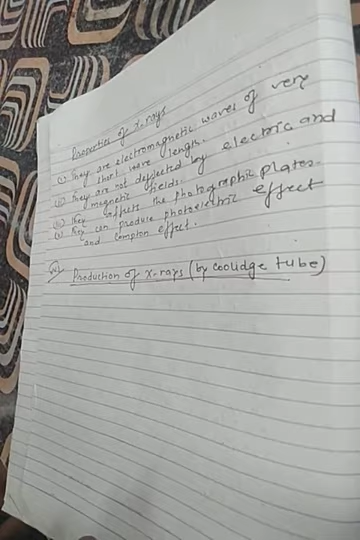 Properties of X-rays
(i) They are electromagnetic waves of very
short wave length.
(ii) They are not deflected by electric and
magnetic fields.
(iii) They affects the photographic plates.
They can produce photoelectric effect
and compton effect.
Production of X-rays (by coolidge tube)